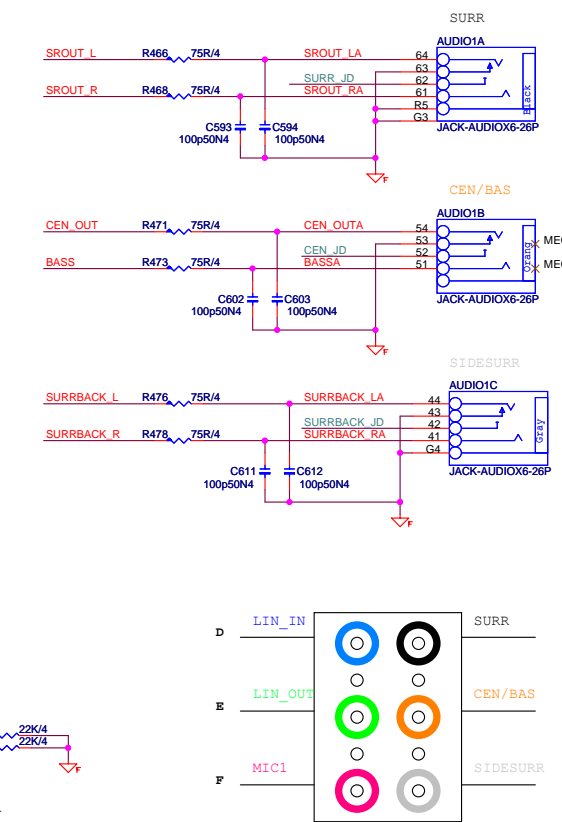 SURR
AUDIO1A
SROUT_L R466 75R/4 SROUT_LA 64
63
SURR_JD 62
SROUT_R R468 75R/4 SROUT_RA 61
R5
G3
Black
C593 C594
JACK-AUDIOX6-26P
100p50N4 100p50N4
F
CEN/BAS
AUDIO1B
CEN_OUT R471 75R/4 CEN_OUTA 54
53
CEN_JD 52
BASS R473 75R/4 BASSA 51
Orang
C602 C603
JACK-AUDIOX6-26P
100p50N4 100p50N4
F
SIDESURR
AUDIO1C
SURRBACK_L R476 75R/4 SURRBACK_LA 44
43
SURRBACK_JD 42
SURRBACK_R R478 75R/4 SURRBACK_RA 41
G4
Gray
C611 C612
JACK-AUDIOX6-26P
100p50N4 100p50N4
F
D LIN_IN SURR
E LIN_OUT CEN/BAS
F MIC1 SIDESURR
22K/4
22K/4
F